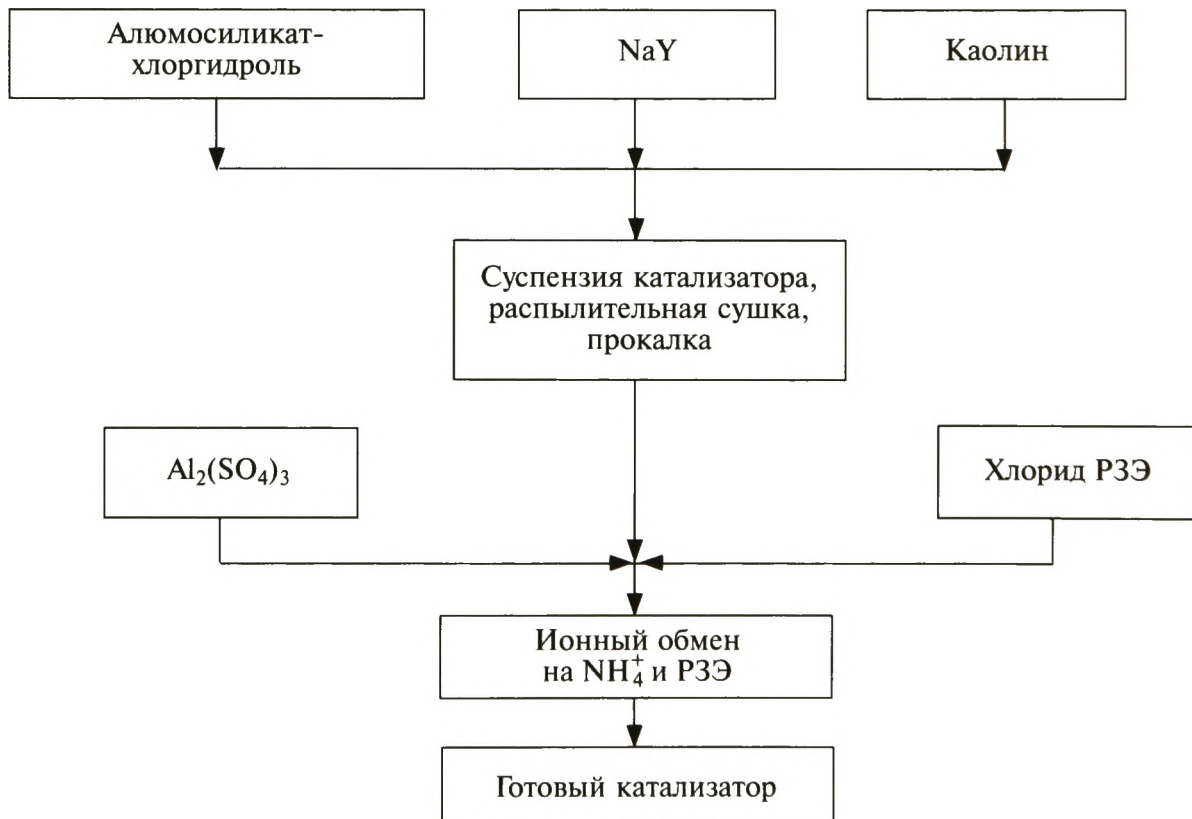 Алюмосиликат-
хлоргидроль
NaY
Каолин
Суспензия катализатора,
распылительная сушка,
прокалка
Al₂(SO₄)₃
Хлорид РЗЭ
Ионный обмен
на NH₄⁺ и РЗЭ
Готовый катализатор